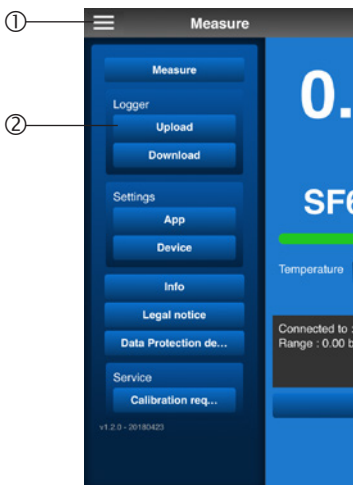 ① Measure
Measure
Logger
② Upload
Download
Settings
App
Device
Info
Legal notice
Data Protection de...
Service
Calibration req...
v1.2.0 - 20180423
0.
SF6
Temperature
Connected to :
Range : 0.00 b